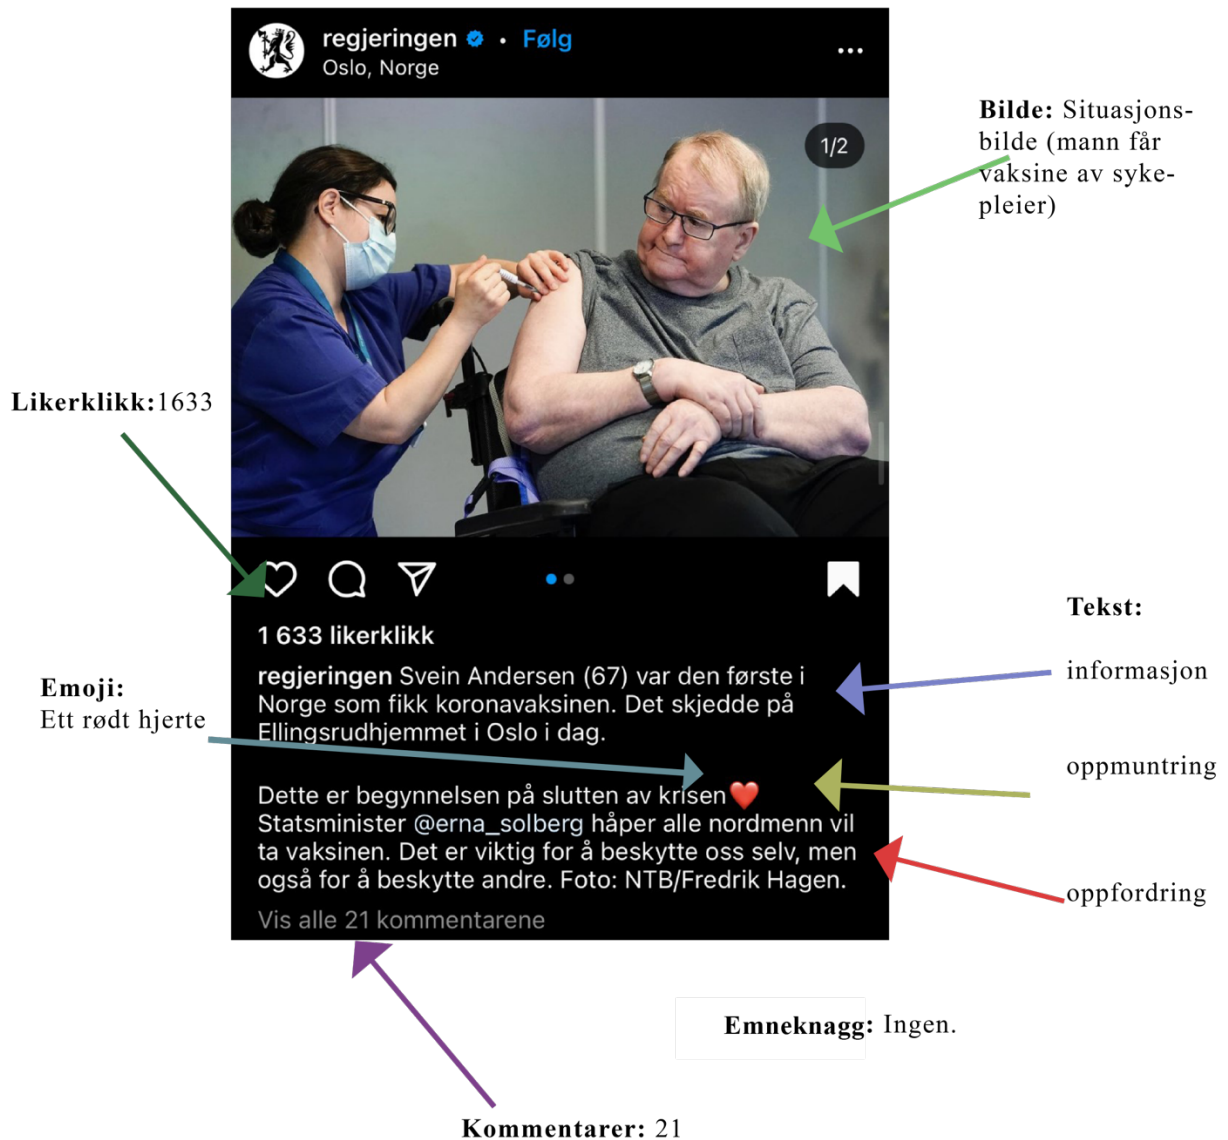 regjeringen • Følg
Oslo, Norge
1/2
Bilde: Situasjons-
bilde (mann får
vaksine av syke-
pleier)
Likerklikk:1633
1 633 likerklikk
regjeringen Svein Andersen (67) var den første i
Norge som fikk koronavaksinen. Det skjedde på
Ellingsrudhjemmet i Oslo i dag.
Dette er begynnelsen på slutten av krisen❤️
Statsminister @erna_solberg håper alle nordmenn vil
ta vaksinen. Det er viktig for å beskytte oss selv, men
også for å beskytte andre. Foto: NTB/Fredrik Hagen.
Vis alle 21 kommentarene
Emoji:
Ett rødt hjerte
Tekst:
informasjon
oppmuntring
oppfordring
Emneknagg: Ingen.
Kommentarer: 21